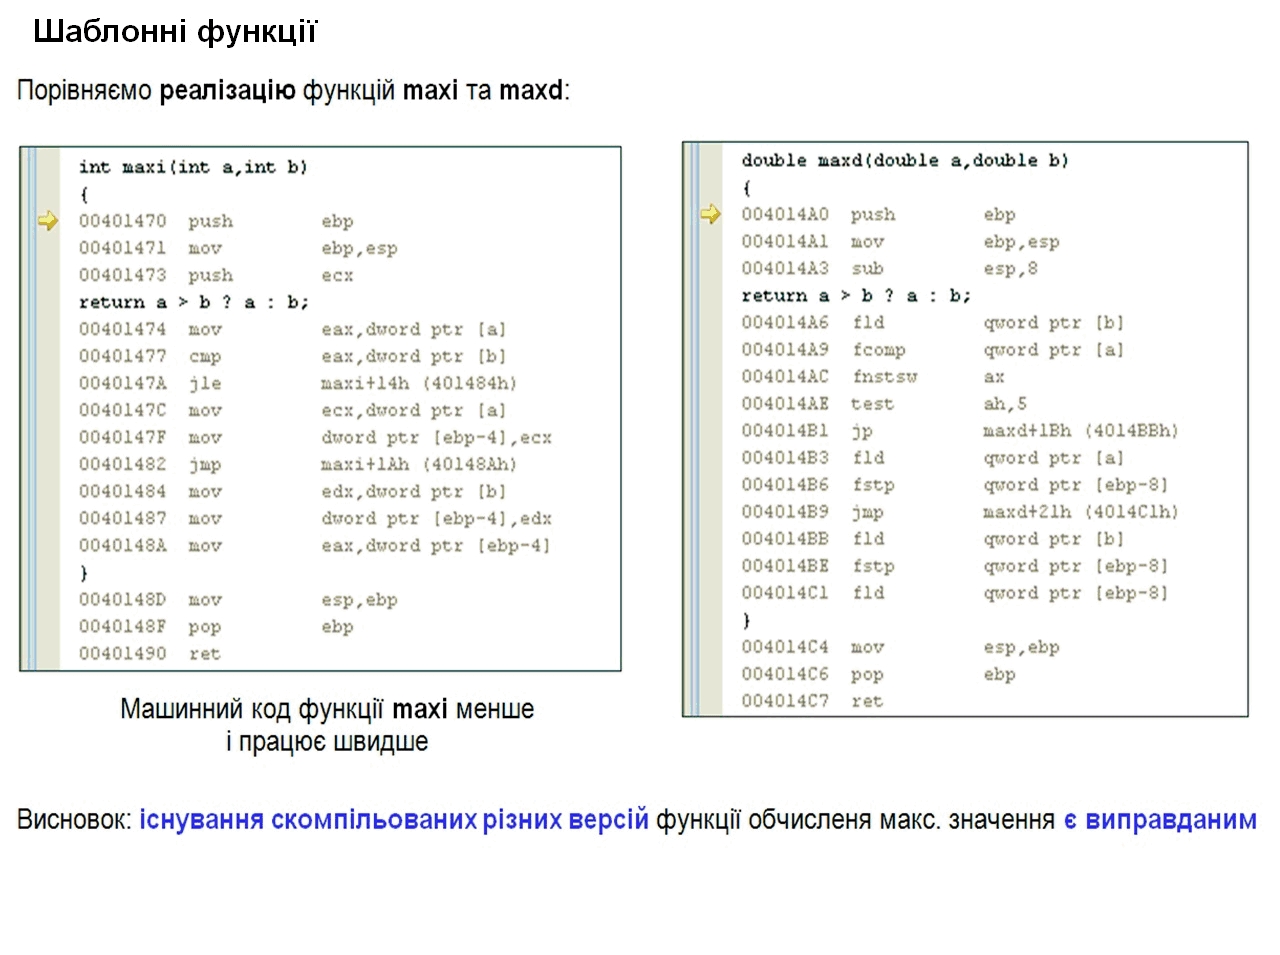 Шаблонні функції
Порівняємо реалізацію функцій maxi та maxd:
int maxi(int a,int b)
{
00401470 push ebp
00401471 mov ebp,esp
00401473 push ecx
return a > b ? a : b;
00401474 mov eax,dword ptr [a]
00401477 cmp eax,dword ptr [b]
0040147A jle maxi+14h (401484h)
0040147C mov ecx,dword ptr [a]
0040147F mov dword ptr [ebp-4],ecx
00401482 jmp maxi+1Ah (40148Ah)
00401484 mov edx,dword ptr [b]
00401487 mov dword ptr [ebp-4],edx
0040148A mov eax,dword ptr [ebp-4]
}
0040148D mov esp,ebp
0040148F pop ebp
00401490 ret
Машинний код функції maxi менше
і працює швидше
double maxd(double a,double b)
{
004014A0 push ebp
004014A1 mov ebp,esp
004014A3 sub esp,8
return a > b ? a : b;
004014A6 fld qword ptr [b]
004014A9 fcomp qword ptr [a]
004014AC fnstsw ax
004014AE test ah,5
004014B1 jp maxd+1Bh (4014BBh)
004014B3 fld qword ptr [a]
004014B6 fstp qword ptr [ebp-8]
004014B9 jmp maxd+21h (4014C1h)
004014BB fld qword ptr [b]
004014BE fstp qword ptr [ebp-8]
004014C1 fld qword ptr [ebp-8]
}
004014C4 mov esp,ebp
004014C6 pop ebp
004014C7 ret
Висновок: існування скомпільованих різних версій функції обчисленя макс. значення є виправданим